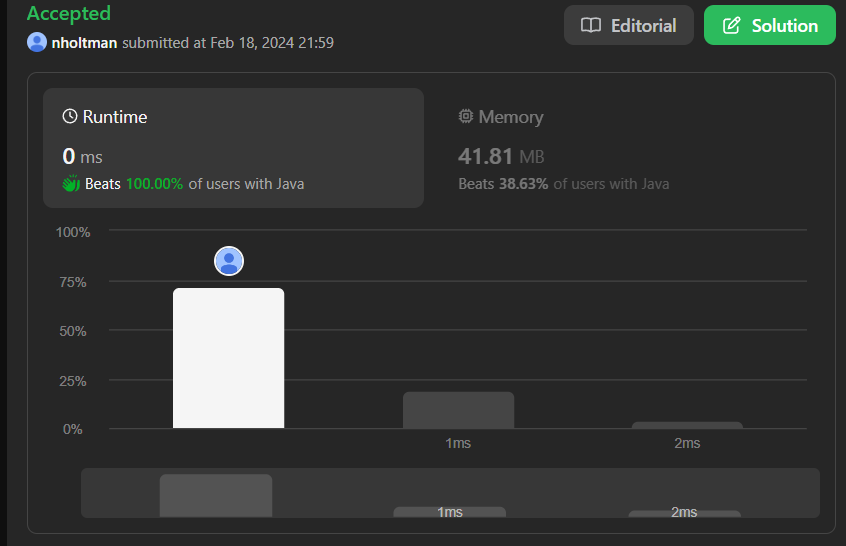 Accepted
nholtman submitted at Feb 18, 2024 21:59
Editorial
Solution
Runtime
0 ms
Beats 100.00% of users with Java
Memory
41.81 MB
Beats 38.63% of users with Java
100%
75%
50%
25%
0%
1ms
2ms
1ms
2ms